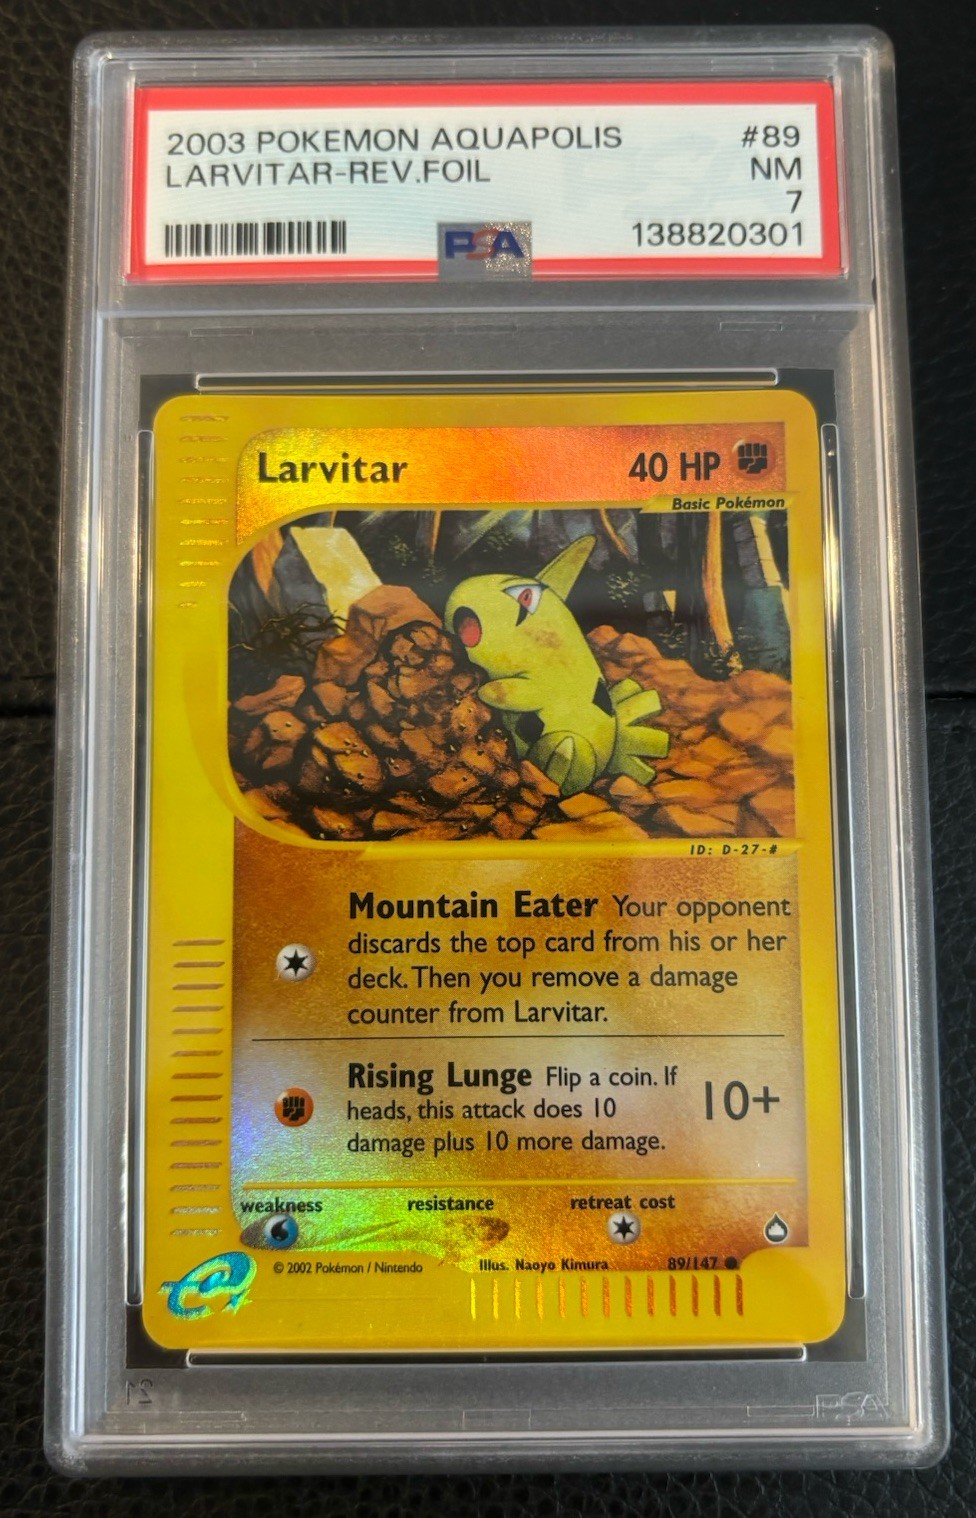 2003 POKEMON AQUAPOLIS #89
LARVITAR-REV.FOIL NM
7
PSA 138820301
Larvitar 40 HP
Basic Pokémon
ID: D-27-#
Mountain Eater Your opponent
discards the top card from his or her
deck. Then you remove a damage
counter from Larvitar.
Rising Lunge Flip a coin. If
heads, this attack does 10
damage plus 10 more damage.
10+
weakness resistance retreat cost
© 2002 Pokémon / Nintendo Illus. Naoyo Kimura 89/147
e
21
PSA